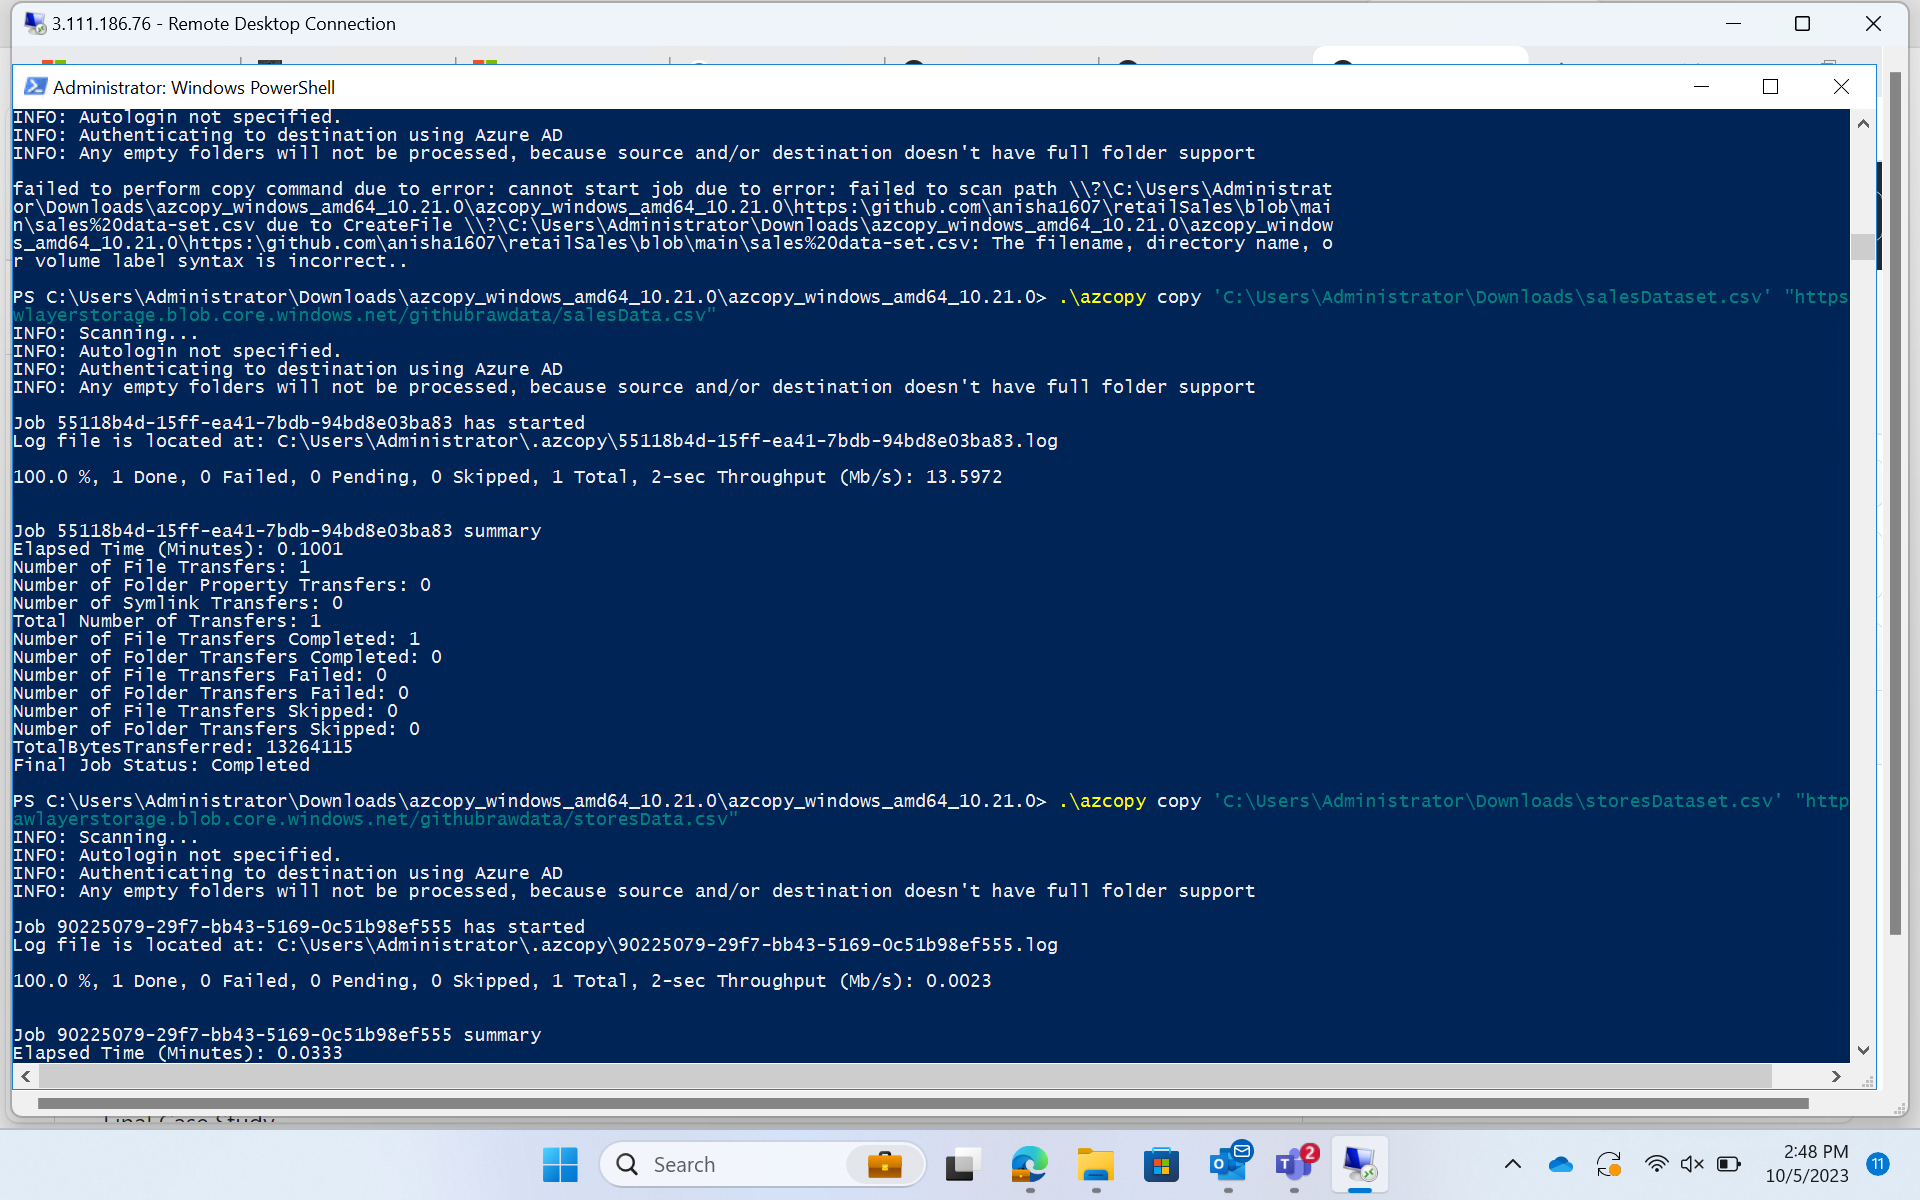 3.111.186.76 - Remote Desktop Connection
Administrator: Windows PowerShell
INFO: Autologin not specified.
INFO: Authenticating to destination using Azure AD
INFO: Any empty folders will not be processed, because source and/or destination doesn't have full folder support
failed to perform copy command due to error: cannot start job due to error: failed to scan path \\?\C:\Users\Administrat
or\Downloads\azcopy_windows_amd64_10.21.0\azcopy_windows_amd64_10.21.0\https:\github.com\anisha1607\retailSales\blob\mai
n\sales%20data-set.csv due to CreateFile \\?\C:\Users\Administrator\Downloads\azcopy_windows_amd64_10.21.0\azcopy_window
s_amd64_10.21.0\https:\github.com\anisha1607\retailSales\blob\main\sales%20data-set.csv: The filename, directory name, o
r volume label syntax is incorrect..
PS C:\Users\Administrator\Downloads\azcopy_windows_amd64_10.21.0\azcopy_windows_amd64_10.21.0> .\azcopy copy 'C:\Users\Administrator\Downloads\salesDataset.csv' "https
wlayerstorage.blob.core.windows.net/githubrawdata/salesData.csv"
INFO: Scanning...
INFO: Autologin not specified.
INFO: Authenticating to destination using Azure AD
INFO: Any empty folders will not be processed, because source and/or destination doesn't have full folder support
Job 55118b4d-15ff-ea41-7bdb-94bd8e03ba83 has started
Log file is located at: C:\Users\Administrator\.azcopy\55118b4d-15ff-ea41-7bdb-94bd8e03ba83.log
100.0 %, 1 Done, 0 Failed, 0 Pending, 0 Skipped, 1 Total, 2-sec Throughput (Mb/s): 13.5972
Job 55118b4d-15ff-ea41-7bdb-94bd8e03ba83 summary
Elapsed Time (Minutes): 0.1001
Number of File Transfers: 1
Number of Folder Property Transfers: 0
Number of Symlink Transfers: 0
Total Number of Transfers: 1
Number of File Transfers Completed: 1
Number of Folder Transfers Completed: 0
Number of File Transfers Failed: 0
Number of Folder Transfers Failed: 0
Number of File Transfers Skipped: 0
Number of Folder Transfers Skipped: 0
TotalBytesTransferred: 13264115
Final Job Status: Completed
PS C:\Users\Administrator\Downloads\azcopy_windows_amd64_10.21.0\azcopy_windows_amd64_10.21.0> .\azcopy copy 'C:\Users\Administrator\Downloads\storesDataset.csv' "http
awlayerstorage.blob.core.windows.net/githubrawdata/storesData.csv"
INFO: Scanning...
INFO: Autologin not specified.
INFO: Authenticating to destination using Azure AD
INFO: Any empty folders will not be processed, because source and/or destination doesn't have full folder support
Job 90225079-29f7-bb43-5169-0c51b98ef555 has started
Log file is located at: C:\Users\Administrator\.azcopy\90225079-29f7-bb43-5169-0c51b98ef555.log
100.0 %, 1 Done, 0 Failed, 0 Pending, 0 Skipped, 1 Total, 2-sec Throughput (Mb/s): 0.0023
Job 90225079-29f7-bb43-5169-0c51b98ef555 summary
Elapsed Time (Minutes): 0.0333
Final Case Study
Search
2
2:48 PM
10/5/2023
11